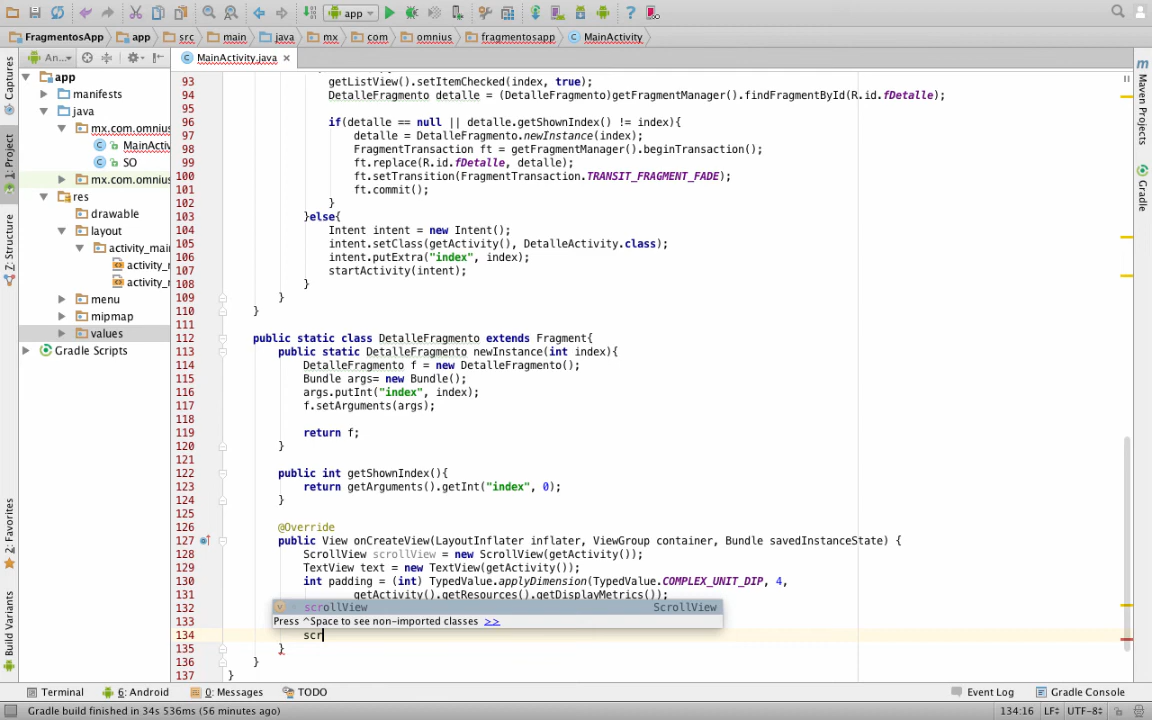 app
FragmentosApp app src main java mx com omnius fragmentosapp MainActivity
An... MainActivity.java
Captures
1: Project
Z: Structure
2: Favorites
Build Variants
app
manifests
java
mx.com.omnius
MainActiv
SO
mx.com.omnius
res
drawable
layout
activity_mai
activity_m
activity_m
menu
mipmap
values
Gradle Scripts
93 getListView().setItemChecked(index, true);
94 DetalleFragmento detalle = (DetalleFragmento)getFragmentManager().findFragmentById(R.id.fDetalle);
95
96 if(detalle == null || detalle.getShownIndex() != index){
97 detalle = DetalleFragmento.newInstance(index);
98 FragmentTransaction ft = getFragmentManager().beginTransaction();
99 ft.replace(R.id.fDetalle, detalle);
100 ft.setTransition(FragmentTransaction.TRANSIT_FRAGMENT_FADE);
101 ft.commit();
102 }
103 }else{
104 Intent intent = new Intent();
105 intent.setClass(getActivity(), DetalleActivity.class);
106 intent.putExtra("index", index);
107 startActivity(intent);
108 }
109 }
110 }
111
112 public static class DetalleFragmento extends Fragment{
113 public static DetalleFragmento newInstance(int index){
114 DetalleFragmento f = new DetalleFragmento();
115 Bundle args= new Bundle();
116 args.putInt("index", index);
117 f.setArguments(args);
118
119 return f;
120 }
121
122 public int getShownIndex(){
123 return getArguments().getInt("index", 0);
124 }
125
126 @Override
127 public View onCreateView(LayoutInflater inflater, ViewGroup container, Bundle savedInstanceState) {
128 ScrollView scrollView = new ScrollView(getActivity());
129 TextView text = new TextView(getActivity());
130 int padding = (int) TypedValue.applyDimension(TypedValue.COMPLEX_UNIT_DIP, 4,
131 getActivity().getResources().getDisplayMetrics());
132 scrollView ScrollView
133 Press ^Space to see non-imported classes >>
134 scr
135 }
136 }
137 }
Maven Projects
Gradle
Terminal 6: Android 0: Messages TODO Event Log Gradle Console
Gradle build finished in 34s 536ms (56 minutes ago) 134:16 LF UTF-8